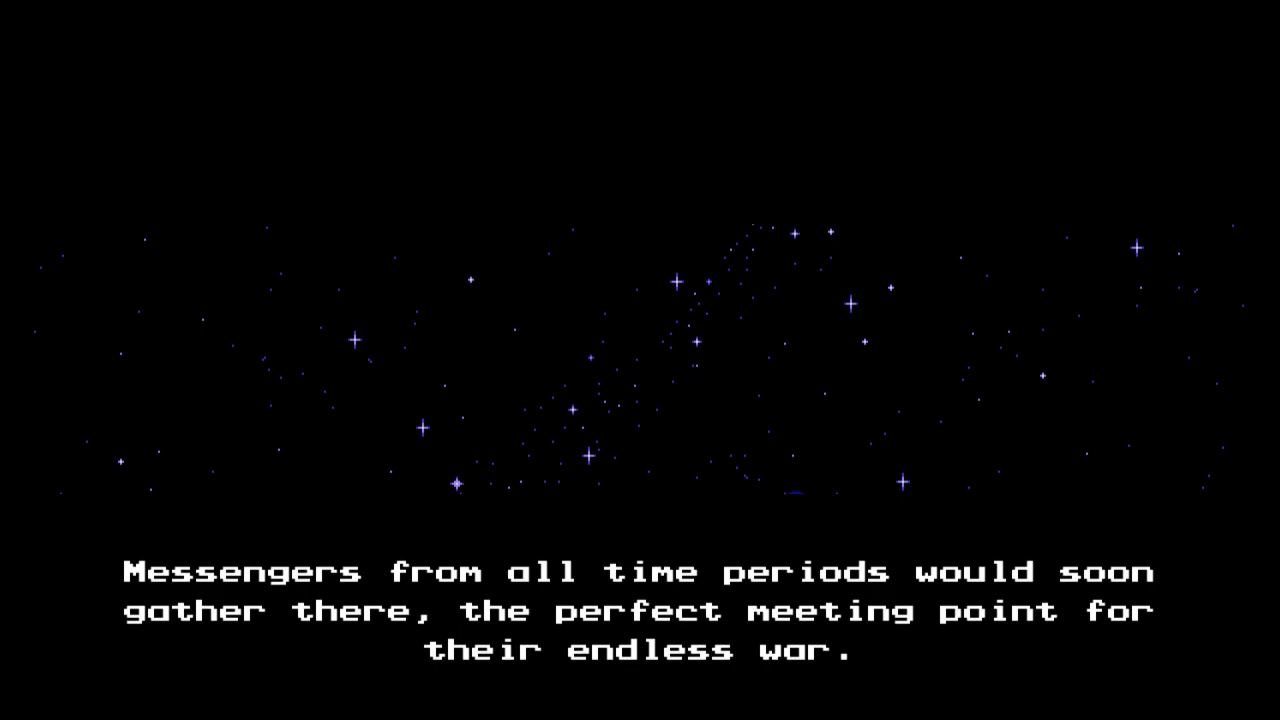 Messengers from all time periods would soon
gather there, the perfect meeting point for
their endless war.